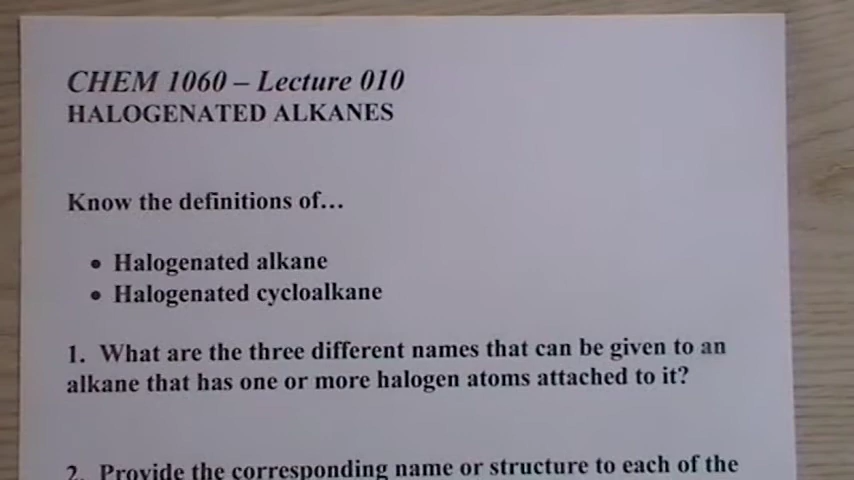 CHEM 1060 – Lecture 010
HALOGENATED ALKANES
Know the definitions of…
• Halogenated alkane
• Halogenated cycloalkane
1. What are the three different names that can be given to an
alkane that has one or more halogen atoms attached to it?
2. Provide the corresponding name or structure to each of the